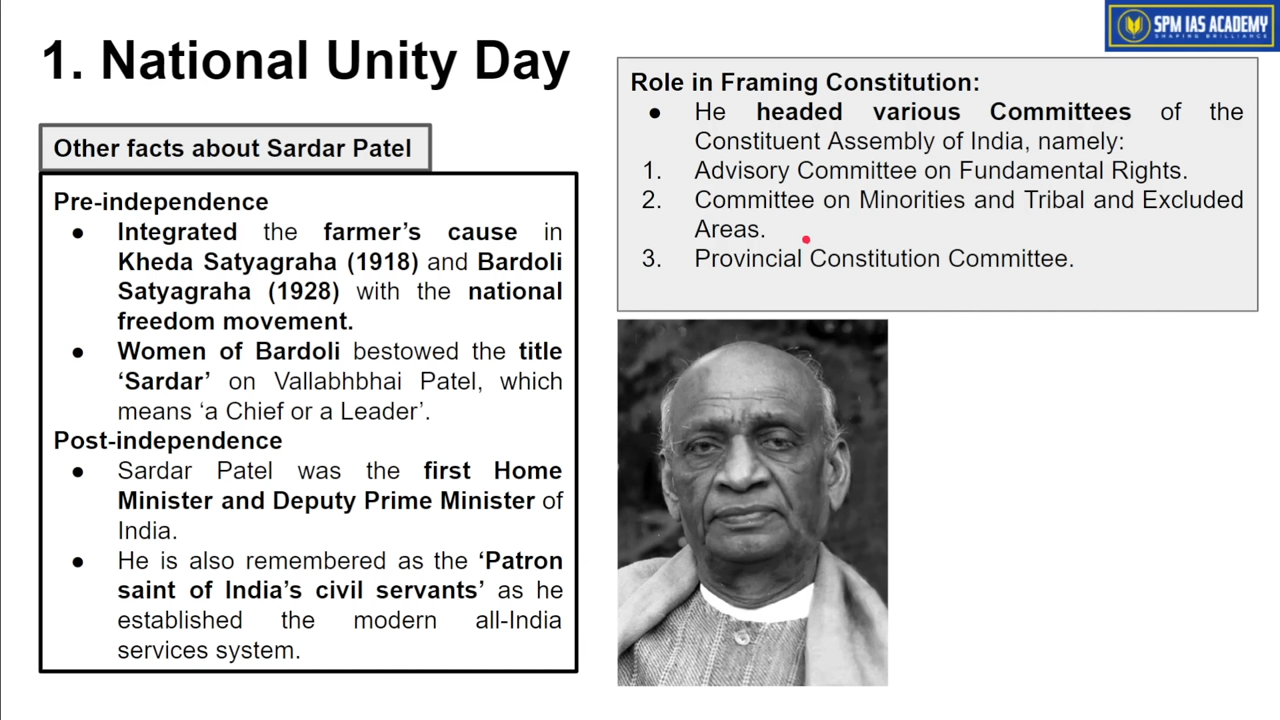 SPM IAS ACADEMY
SHAPING BRILLIANCE
1. National Unity Day
Other facts about Sardar Patel
Pre-independence
● Integrated the farmer’s cause in
Kheda Satyagraha (1918) and Bardoli
Satyagraha (1928) with the national
freedom movement.
● Women of Bardoli bestowed the title
‘Sardar’ on Vallabhbhai Patel, which
means ‘a Chief or a Leader’.
Post-independence
● Sardar Patel was the first Home
Minister and Deputy Prime Minister of
India.
● He is also remembered as the ‘Patron
saint of India’s civil servants’ as he
established the modern all-India
services system.
Role in Framing Constitution:
● He headed various Committees of the
Constituent Assembly of India, namely:
1. Advisory Committee on Fundamental Rights.
2. Committee on Minorities and Tribal and Excluded
Areas.
3. Provincial Constitution Committee.